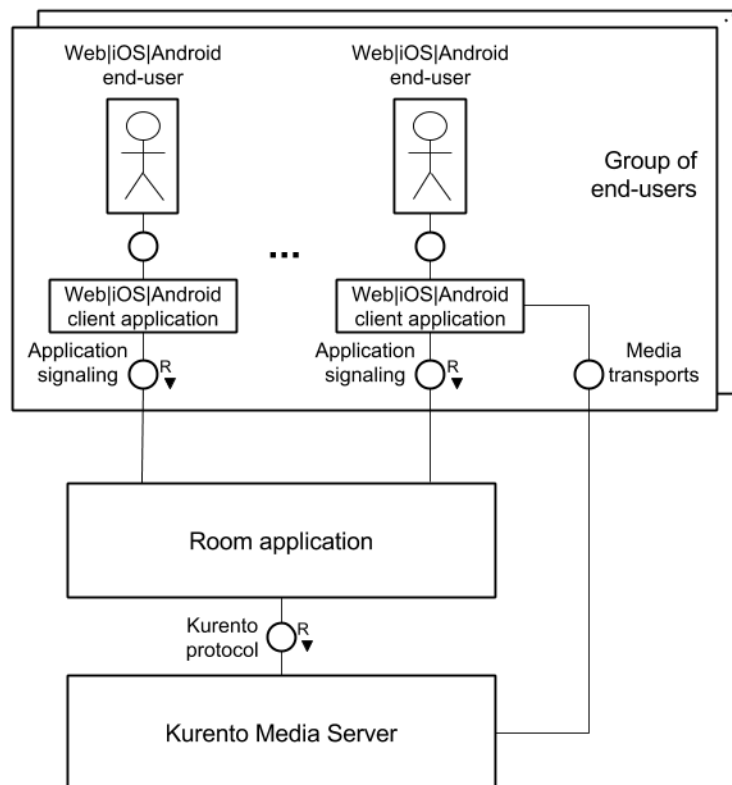 Web|iOS|Android
end-user
Web|iOS|Android
end-user
Group of
end-users
...
Web|iOS|Android
client application
Web|iOS|Android
client application
Application
signaling
R
Application
signaling
R
Media
transports
Room application
Kurento
protocol
R
Kurento Media Server